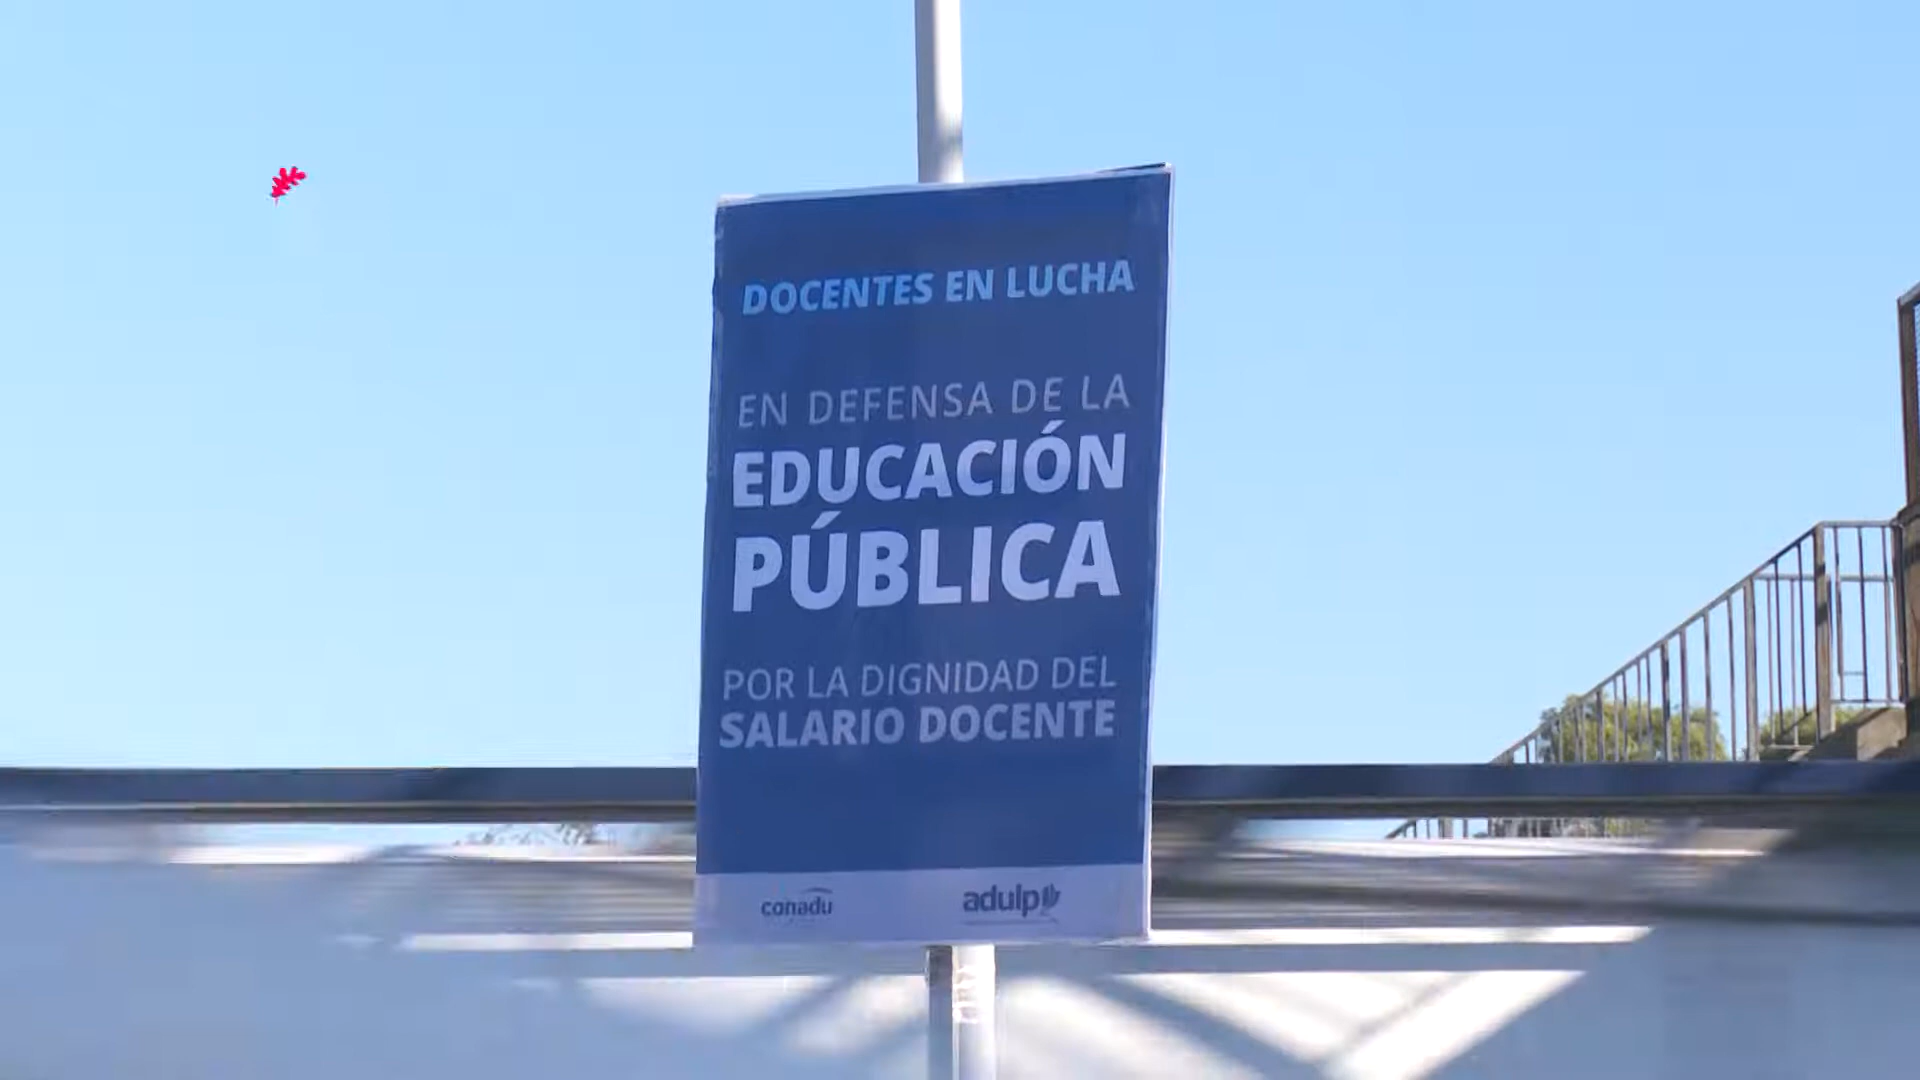 DOCENTES EN LUCHA
EN DEFENSA DE LA
EDUCACIÓN
PÚBLICA
POR LA DIGNIDAD DEL
SALARIO DOCENTE
conadu
adulp